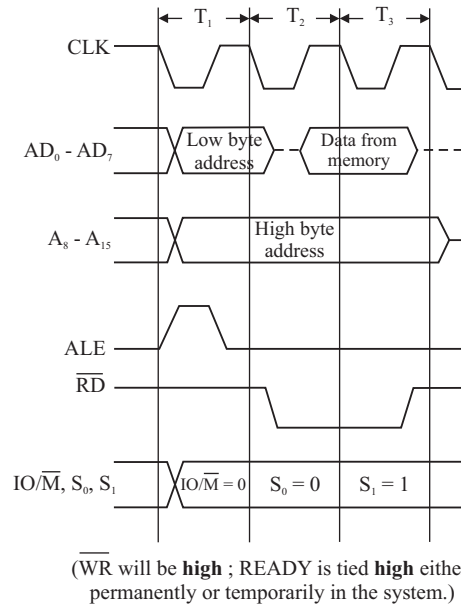 T₁ T₂ T₃
CLK
AD₀ - AD₇
Low byte
address
Data from
memory
A₈ - A₁₅
High byte
address
ALE
R̅D̅
IO/M̅, S₀, S₁
IO/M̅ = 0 S₀ = 0 S₁ = 1
(W̅R̅ will be high ; READY is tied high eithe
permanently or temporarily in the system.)